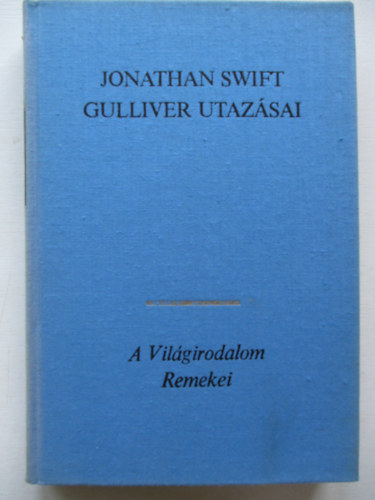 JONATHAN SWIFT
GULLIVER UTAZÁSAI
A Világirodalom
Remekei